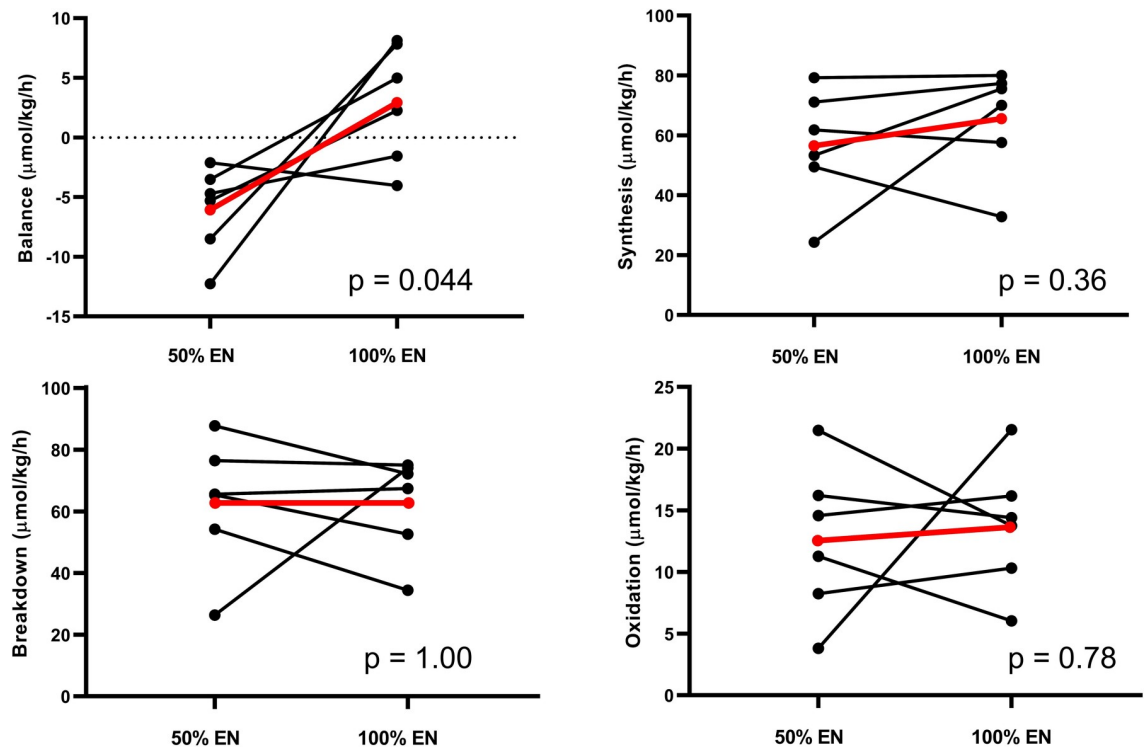 10
5
0
-5
-10
-15
Balance (μmol/kg/h)
p = 0.044
50% EN
100% EN
100
80
60
40
20
0
Synthesis (μmol/kg/h)
p = 0.36
50% EN
100% EN
100
80
60
40
20
0
Breakdown (μmol/kg/h)
p = 1.00
50% EN
100% EN
25
20
15
10
5
0
Oxidation (μmol/kg/h)
p = 0.78
50% EN
100% EN